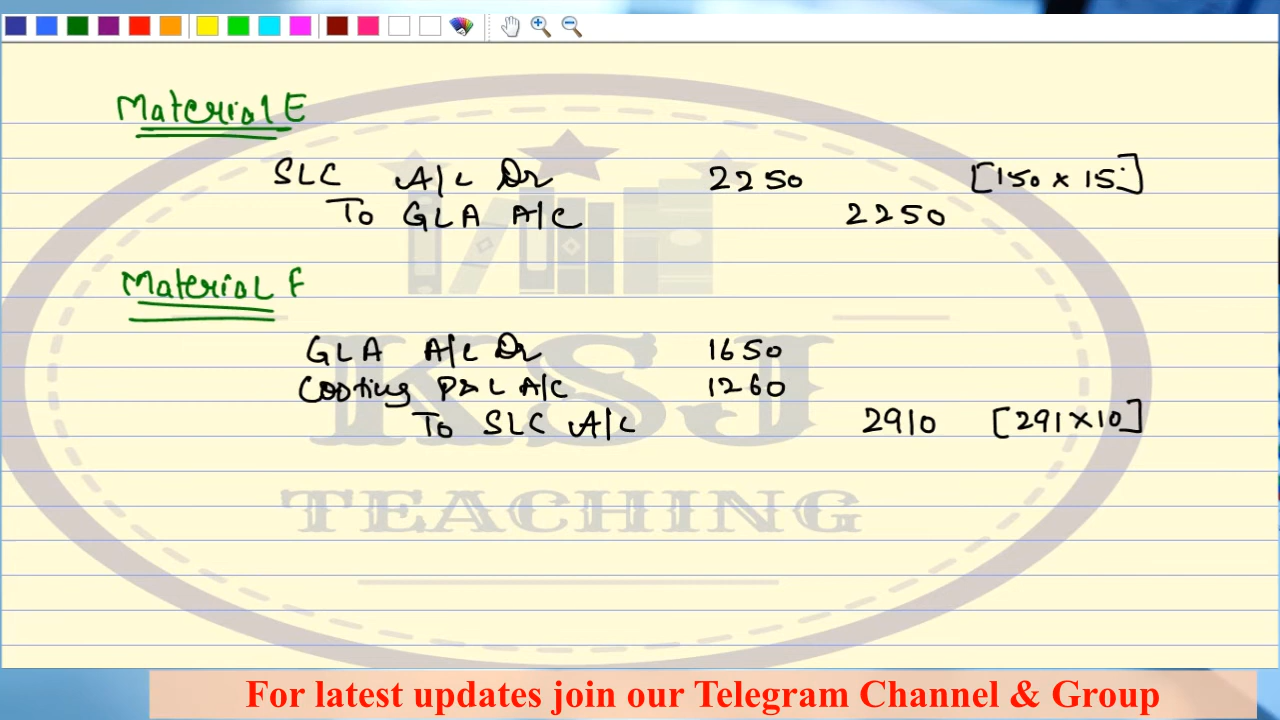 Material E
SLC A/c Dr 2250 [150 x 15]
To GLA A/C 2250
Material F
GLA A/c Dr 1650
Costing P & L A/C 1260
To SLC A/c 2910 [291 x 10]
KSJ
TEACHING
For latest updates join our Telegram Channel & Group